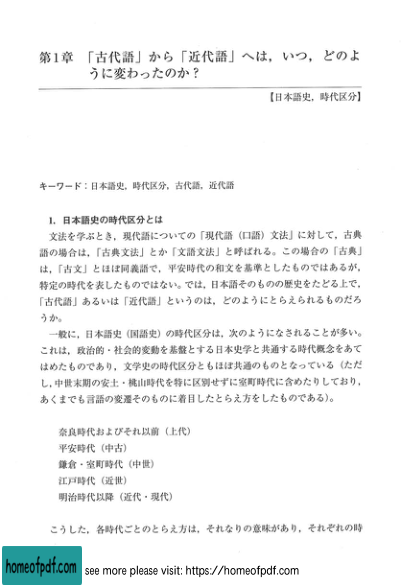 第1章　「古代語」から「近代語」へは，いつ，どのよ
うに変わったのか？
【日本語史，時代区分】
キーワード：日本語史，時代区分，古代語，近代語
1．日本語史の時代区分とは
文法を学ぶとき，現代語についての「現代語（口語）文法」に対して，古典
語の場合は，「古典文法」とか「文語文法」と呼ばれる。この場合の「古典」
は，「古文」とほぼ同義語で，平安時代の和文を基準としたものではあるが，
特定の時代を表したものではない。では，日本語そのものの歴史をたどる上で，
「古代語」あるいは「近代語」というのは，どのようにとらえられるものだろ
うか。
一般に，日本語史（国語史）の時代区分は，次のようになされることが多い。
これは，政治的・社会的変動を基盤とする日本史学と共通する時代概念をあて
はめたものであり，文学史の時代区分ともほぼ共通のものとなっている（ただ
し，中世末期の安土・桃山時代を特に区別せずに室町時代に含めたりしており，
あくまでも言語の変遷そのものに着目したとらえ方をしたものである）。
奈良時代およびそれ以前（上代）
平安時代（中古）
鎌倉・室町時代（中世）
江戸時代（近世）
明治時代以降（近代・現代）
こうした，各時代ごとのとらえ方は，それなりの意味があり，それぞれの時
homeofpdf.com
see more please visit: https://homeofpdf.com